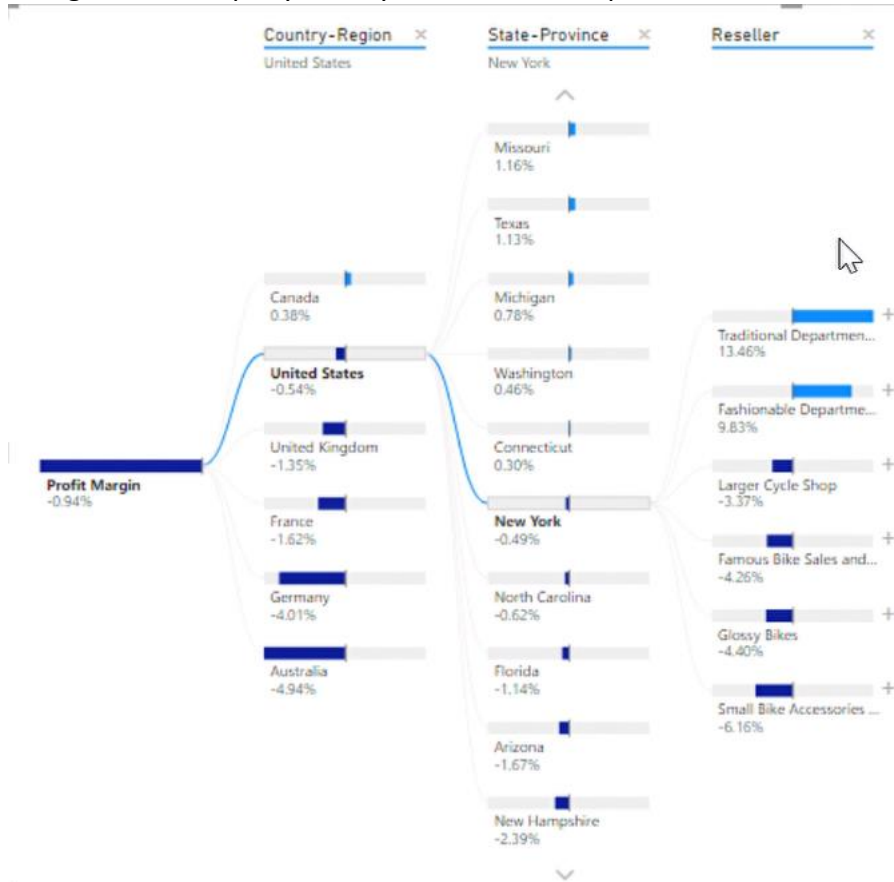 Country-Region
United States
State-Province
New York
Reseller
Profit Margin
-0.94%
Canada
0.38%
United States
-0.54%
United Kingdom
-1.35%
France
-1.62%
Germany
-4.01%
Australia
-4.94%
Missouri
1.16%
Texas
1.13%
Michigan
0.78%
Washington
0.46%
Connecticut
0.30%
New York
-0.49%
North Carolina
-0.62%
Florida
-1.14%
Arizona
-1.67%
New Hampshire
-2.39%
Traditional Departmen...
13.46%
Fashionable Departme...
9.83%
Larger Cycle Shop
-3.37%
Famous Bike Sales and...
-4.26%
Glossy Bikes
-4.40%
Small Bike Accessories ...
-6.16%